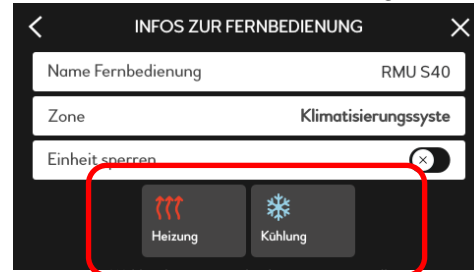 INFOS ZUR FERNBEDIENUNG
Name Fernbedienung RMU S40
Zone Klimatisierungssyste
Einheit sperren
Heizung Kühlung